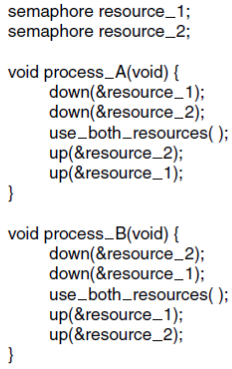 semaphore resource_1;
semaphore resource_2;
void process_A(void) {
down(&resource_1);
down(&resource_2);
use_both_resources( );
up(&resource_2);
up(&resource_1);
}
void process_B(void) {
down(&resource_2);
down(&resource_1);
use_both_resources( );
up(&resource_1);
up(&resource_2);
}